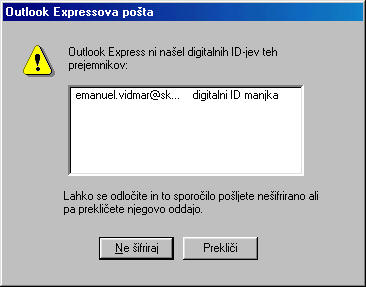 Outlook Expressova pošta
Outlook Express ni našel digitalnih ID-jev teh
prejemnikov:
emanuel.vidmar@sk... digitalni ID manjka
Lahko se odločite in to sporočilo pošljete nešifrirano ali
pa prekličete njegovo oddajo.
Ne šifriraj
Prekliči